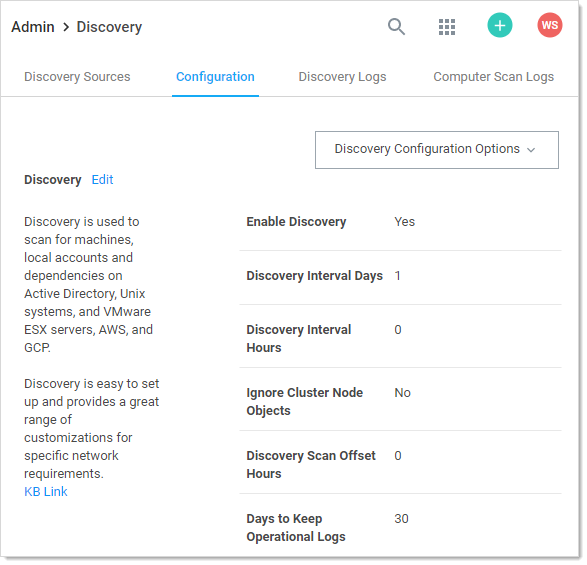 Admin > Discovery
WS
Discovery Sources
Configuration
Discovery Logs
Computer Scan Logs
Discovery Configuration Options
Discovery Edit
Discovery is used to
scan for machines,
local accounts and
dependencies on
Active Directory, Unix
systems, and VMware
ESX servers, AWS, and
GCP.
Discovery is easy to set
up and provides a great
range of
customizations for
specific network
requirements.
KB Link
Enable Discovery Yes
Discovery Interval Days 1
Discovery Interval 0
Hours
Ignore Cluster Node No
Objects
Discovery Scan Offset 0
Hours
Days to Keep 30
Operational Logs